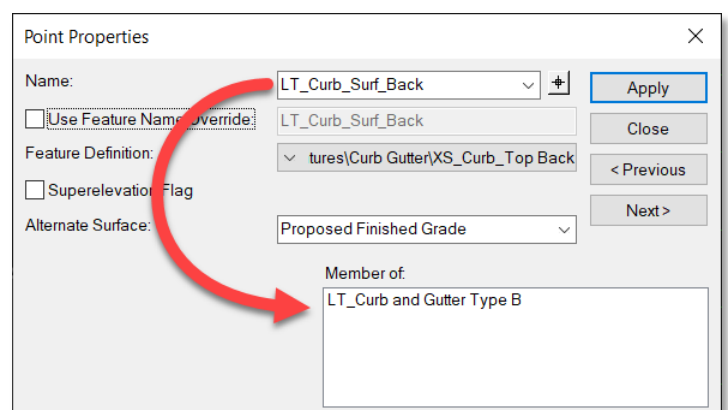 Point Properties
Name: LT_Curb_Surf_Back Apply
Use Feature Name Override: LT_Curb_Surf_Back Close
Feature Definition: tures\Curb Gutter\XS_Curb_Top Back < Previous
Superelevation Flag Next >
Alternate Surface: Proposed Finished Grade
Member of:
LT_Curb and Gutter Type B